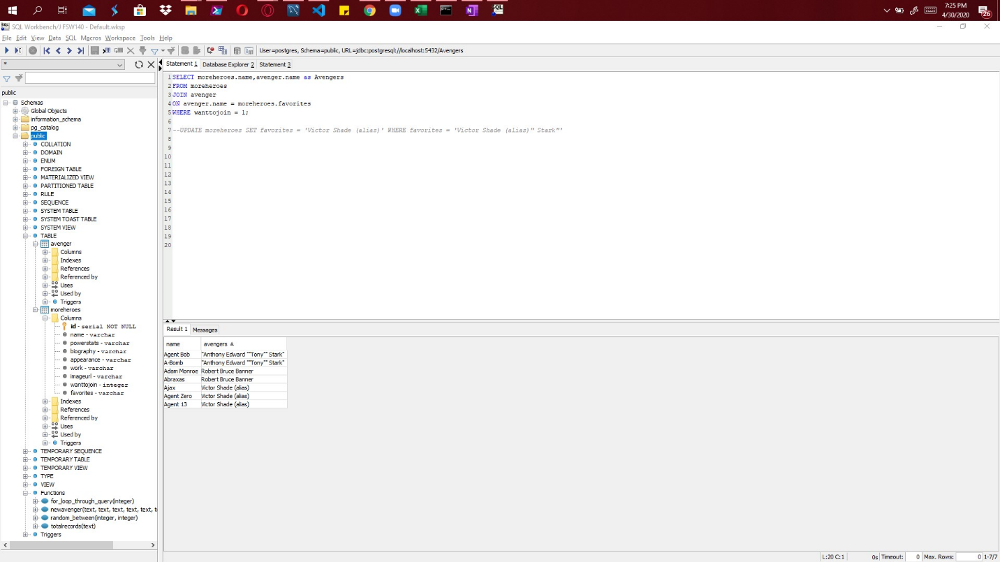 7:25 PM
4/30/2020
26
SQL Workbench/J FSW140 - Default.wksp
File Edit View Data SQL Macros Workspace Tools Help
User=postgres, Schema=public, URL=jdbc:postgresql://localhost:5432/Avengers
*
public
Schemas
Global Objects
information_schema
pg_catalog
public
COLLATION
DOMAIN
ENUM
FOREIGN TABLE
MATERIALIZED VIEW
PARTITIONED TABLE
RULE
SEQUENCE
SYSTEM TABLE
SYSTEM TOAST TABLE
SYSTEM VIEW
TABLE
avenger
Columns
Indexes
References
Referenced by
Uses
Used by
Triggers
moreheroes
Columns
id - serial NOT NULL
name - varchar
powerstats - varchar
biography - varchar
appearance - varchar
work - varchar
imageurl - varchar
wanttojoin - integer
favorites - varchar
Indexes
References
Referenced by
Uses
Used by
Triggers
TEMPORARY SEQUENCE
TEMPORARY TABLE
TEMPORARY VIEW
TYPE
VIEW
Functions
for_loop_through_query(integer)
newavenger(text, text, text, text, text, t
random_between(integer, integer)
totalrecords(text)
Triggers
Statement 1 Database Explorer 2 Statement 3
1 SELECT moreheroes.name,avenger.name as Avengers
2 FROM moreheroes
3 JOIN avenger
4 ON avenger.name = moreheroes.favorites
5 WHERE wanttojoin = 1;
6
7 --UPDATE moreheroes SET favorites = 'Victor Shade (alias)' WHERE favorites = 'Victor Shade (alias)" Stark"'
8
9
10
11
12
13
14
15
16
17
18
19
20
Result 1 Messages
name avengers
Agent Bob "Anthony Edward ""Tony"" Stark"
A-Bomb "Anthony Edward ""Tony"" Stark"
Adam Monroe Robert Bruce Banner
Abraxas Robert Bruce Banner
Ajax Victor Shade (alias)
Agent Zero Victor Shade (alias)
Agent 13 Victor Shade (alias)
L:20 C:1 0s Timeout: 0 Max. Rows: 0 1-7/7